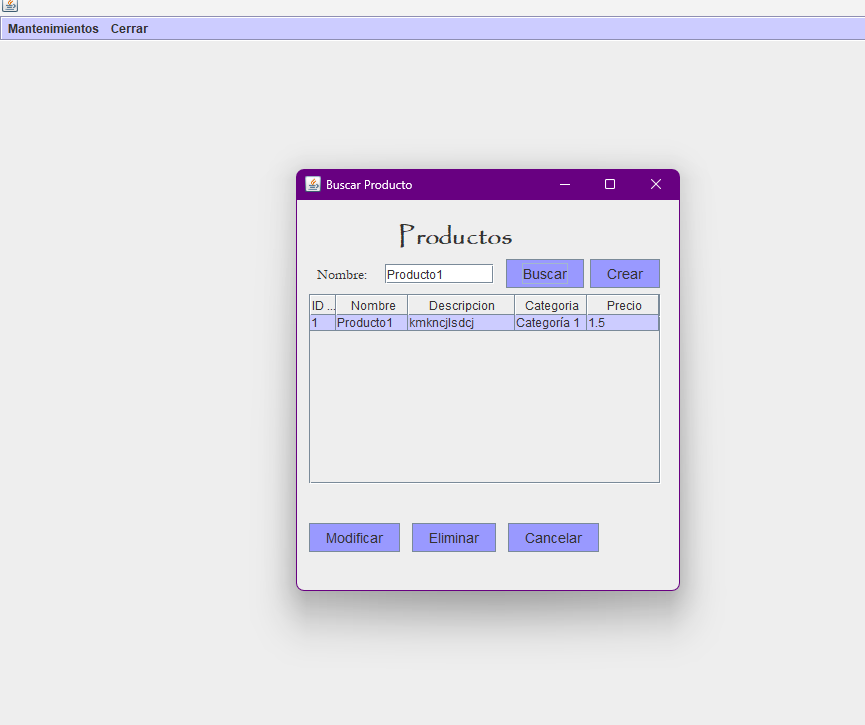 Mantenimientos Cerrar
Buscar Producto
Productos
Nombre: Producto1 Buscar Crear
ID ... Nombre Descripcion Categoria Precio
1 Producto1 kmkncjlsdcj Categoría 1 1.5
Modificar Eliminar Cancelar